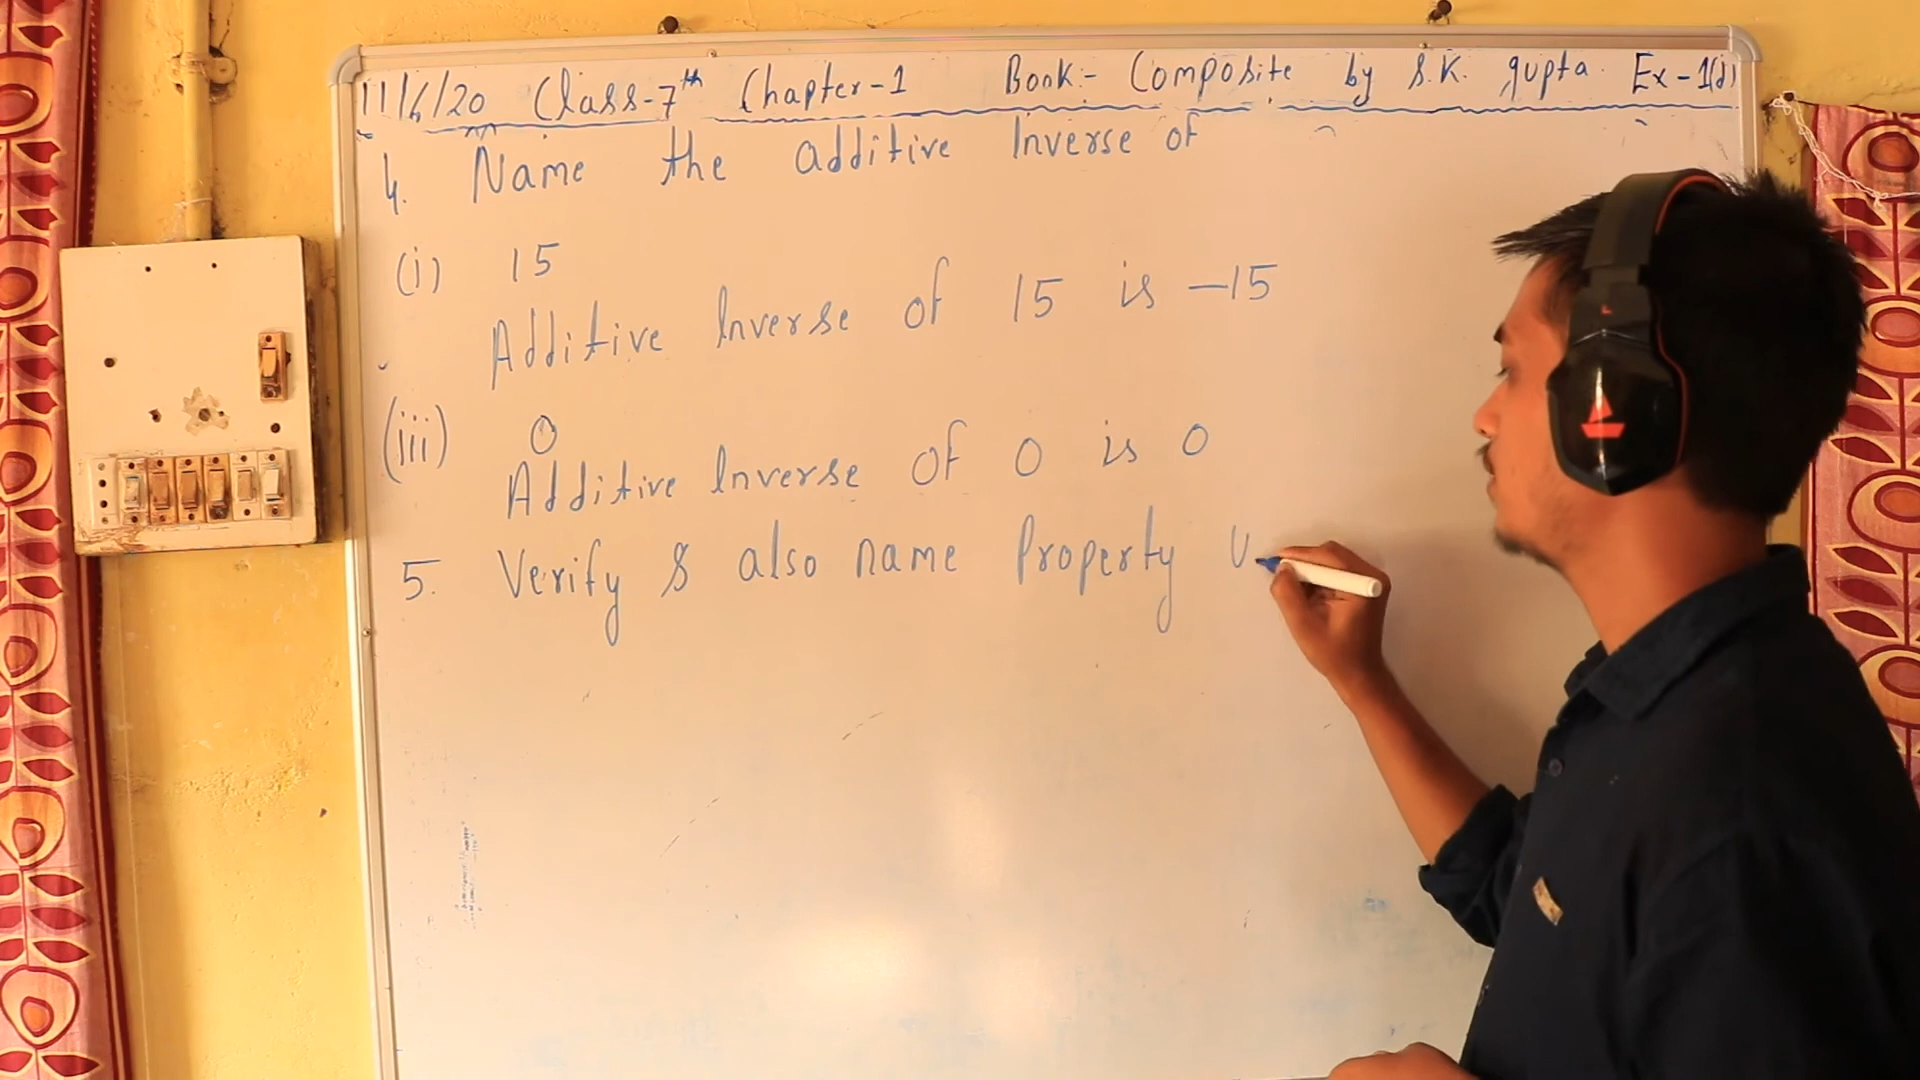 11/6/20 Class-7th Chapter-1 Book:- Composite by S.K. gupta. Ex-1(d)
4. Name the additive Inverse of
(i) 15
Additive Inverse of 15 is -15
(iii) 0
Additive Inverse of 0 is 0
5. Verify & also name Property u